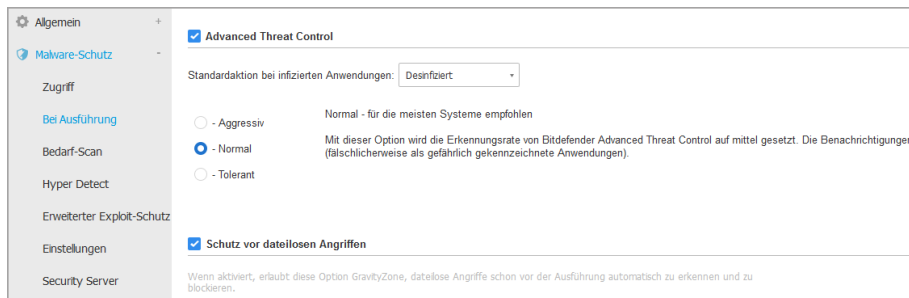 Allgemein +
Malware-Schutz -
Zugriff
Bei Ausführung
Bedarf-Scan
Hyper Detect
Erweiterter Exploit-Schutz
Einstellungen
Security Server
Advanced Threat Control
Standardaktion bei infizierten Anwendungen: Desinfiziert
- Aggressiv
- Normal
- Tolerant
Normal - für die meisten Systeme empfohlen
Mit dieser Option wird die Erkennungsrate von Bitdefender Advanced Threat Control auf mittel gesetzt. Die Benachrichtigungen
(fälschlicherweise als gefährlich gekennzeichnete Anwendungen).
Schutz vor dateilosen Angriffen
Wenn aktiviert, erlaubt diese Option GravityZone, dateilose Angriffe schon vor der Ausführung automatisch zu erkennen und zu
blockieren.